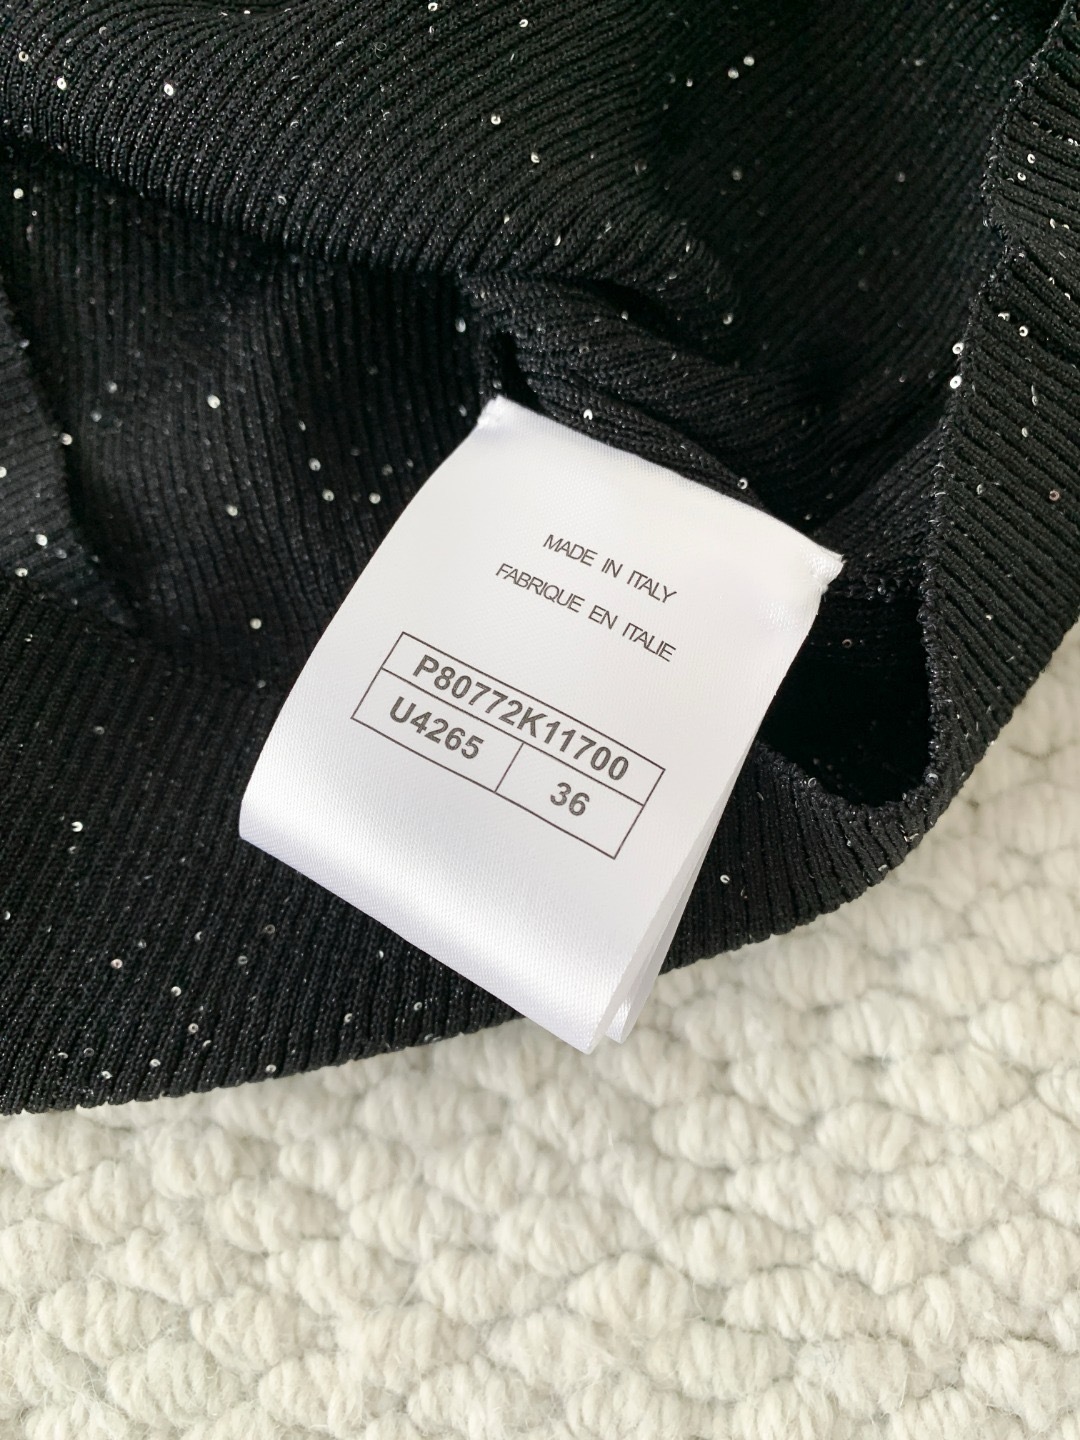 MADE IN ITALY
FABRIQUE EN ITALIE
P80772K11700
U4265 36